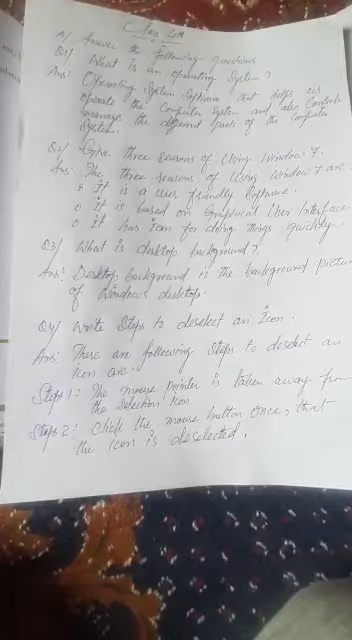 Class 4th
A) Answer the following questions
Q1/ What is an operating System?
Ans: Operating System Software that helps us
operate the Computer System and also Controls
manage the different parts of the Computer
System.
Q2/ Give three reasons of Using Window 7.
Ans: The three reasons of Using Window 7 are:
o It is a user friendly Software.
o It is based on Graphical User Interface
o It has Icon for doing things quickly.
Q3/ What is desktop background?
Ans: Desktop background is the background picture
of Windows desktop.
Q4/ Write Steps to deselect an Icon.
Ans: There are following Steps to deselect an
icon are.
Steps 1: The mouse pointer is taken away from
the Selection Icon
Steps 2: Click the mouse button once, that
the icon is deselected.